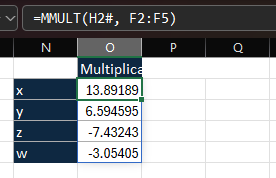 =MMULT(H2#, F2:F5)
N O P Q
Multiplica
x 13.89189
y 6.594595
z -7.43243
w -3.05405